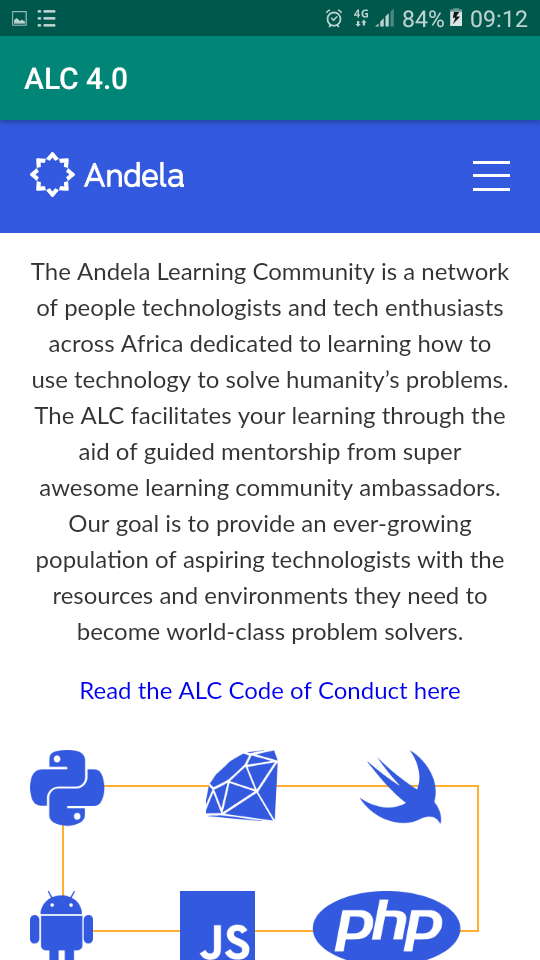 4G 84% 09:12
ALC 4.0
Andela
The Andela Learning Community is a network
of people technologists and tech enthusiasts
across Africa dedicated to learning how to
use technology to solve humanity’s problems.
The ALC facilitates your learning through the
aid of guided mentorship from super
awesome learning community ambassadors.
Our goal is to provide an ever-growing
population of aspiring technologists with the
resources and environments they need to
become world-class problem solvers.
Read the ALC Code of Conduct here
JS php